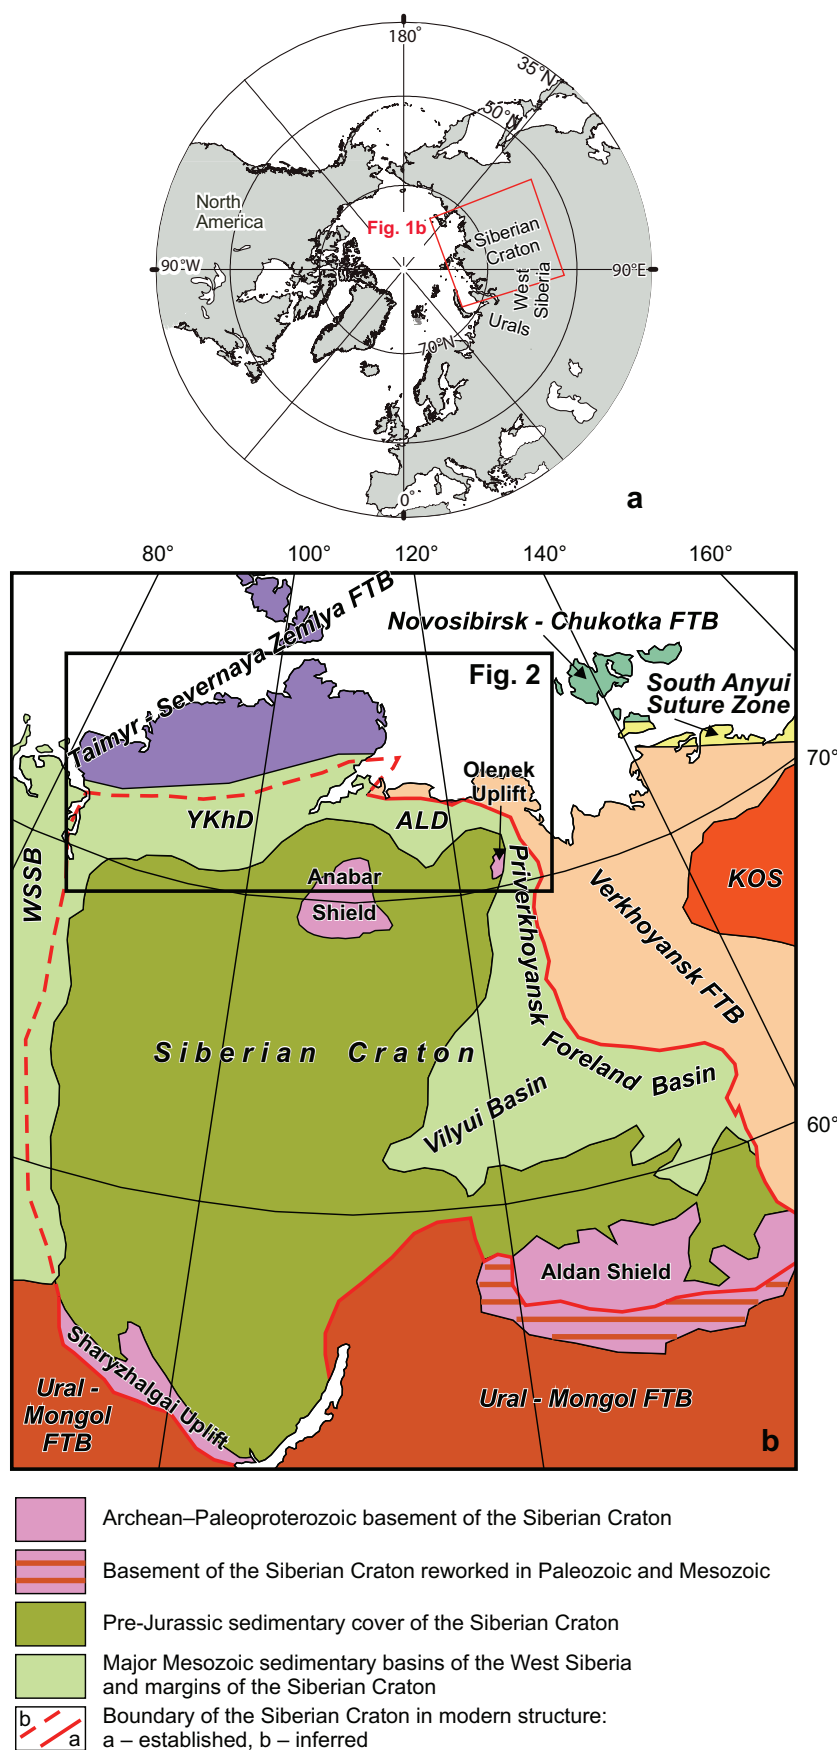 180°
35°N
50°N
North
America
Fig. 1b
Siberian
Craton
90°W
90°E
West
Siberia
Urals
70°N
0°
a
80°
100°
120°
140°
160°
Taimyr - Severnaya Zemlya FTB
Novosibirsk - Chukotka FTB
Fig. 2
South Anyui
Suture Zone
70°
Olenek
Uplift
YKhD
ALD
WSSB
Anabar
Shield
KOS
Priverkhoyansk
Foreland Basin
Verkhoyansk FTB
Siberian Craton
Vilyui Basin
60°
Aldan Shield
Sharyzhalgai Uplift
Ural -
Mongol
FTB
Ural - Mongol FTB
b
Archean–Paleoproterozoic basement of the Siberian Craton
Basement of the Siberian Craton reworked in Paleozoic and Mesozoic
Pre-Jurassic sedimentary cover of the Siberian Craton
Major Mesozoic sedimentary basins of the West Siberia
and margins of the Siberian Craton
b
a
Boundary of the Siberian Craton in modern structure:
a – established, b – inferred